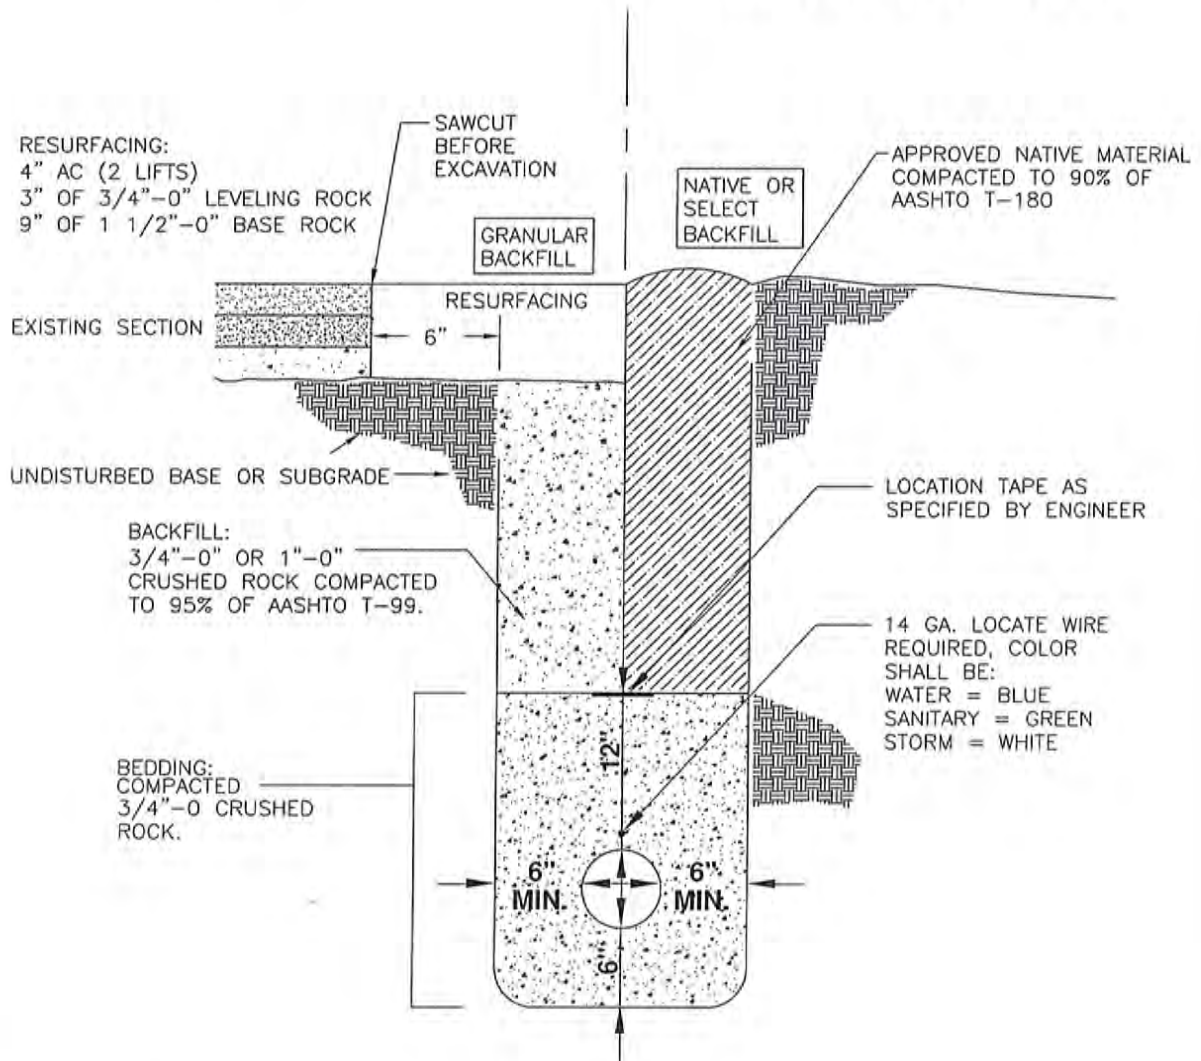 RESURFACING:
4" AC (2 LIFTS)
3" OF 3/4"-0" LEVELING ROCK
9" OF 1 1/2"-0" BASE ROCK
SAWCUT
BEFORE
EXCAVATION
GRANULAR
BACKFILL
NATIVE OR
SELECT
BACKFILL
APPROVED NATIVE MATERIAL
COMPACTED TO 90% OF
AASHTO T-180
RESURFACING
EXISTING SECTION
6"
UNDISTURBED BASE OR SUBGRADE
LOCATION TAPE AS
SPECIFIED BY ENGINEER
BACKFILL:
3/4"-0" OR 1"-0"
CRUSHED ROCK COMPACTED
TO 95% OF AASHTO T-99.
14 GA. LOCATE WIRE
REQUIRED, COLOR
SHALL BE:
WATER = BLUE
SANITARY = GREEN
STORM = WHITE
12"
BEDDING:
COMPACTED
3/4"-0 CRUSHED
ROCK.
6"
MIN.
6"
MIN.
6"